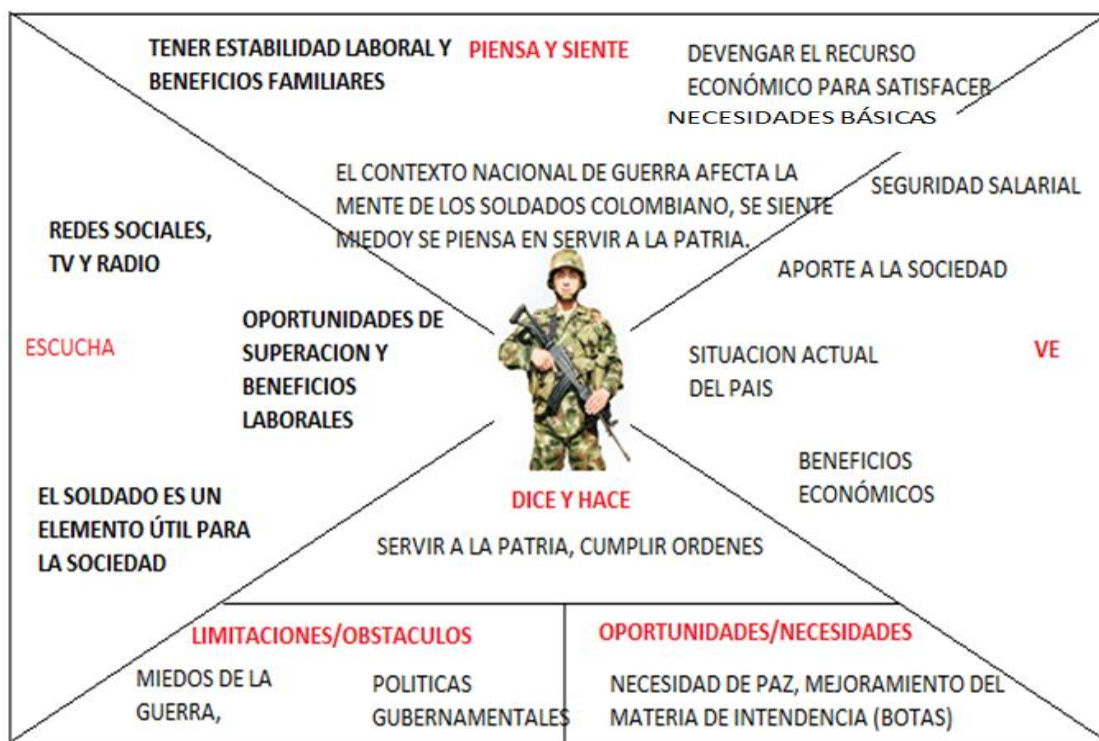 TENER ESTABILIDAD LABORAL Y
BENEFICIOS FAMILIARES
PIENSA Y SIENTE
DEVENGAR EL RECURSO
ECONÓMICO PARA SATISFACER
NECESIDADES BÁSICAS
EL CONTEXTO NACIONAL DE GUERRA AFECTA LA
MENTE DE LOS SOLDADOS COLOMBIANO, SE SIENTE
MIEDOY SE PIENSA EN SERVIR A LA PATRIA.
REDES SOCIALES,
TV Y RADIO
ESCUCHA
OPORTUNIDADES DE
SUPERACION Y
BENEFICIOS
LABORALES
EL SOLDADO ES UN
ELEMENTO ÚTIL PARA
LA SOCIEDAD
SEGURIDAD SALARIAL
APORTE A LA SOCIEDAD
SITUACION ACTUAL
DEL PAIS
VE
BENEFICIOS
ECONÓMICOS
DICE Y HACE
SERVIR A LA PATRIA, CUMPLIR ORDENES
LIMITACIONES/OBSTACULOS
MIEDOS DE LA
GUERRA,
POLITICAS
GUBERNAMENTALES
OPORTUNIDADES/NECESIDADES
NECESIDAD DE PAZ, MEJORAMIENTO DEL
MATERIA DE INTENDENCIA (BOTAS)